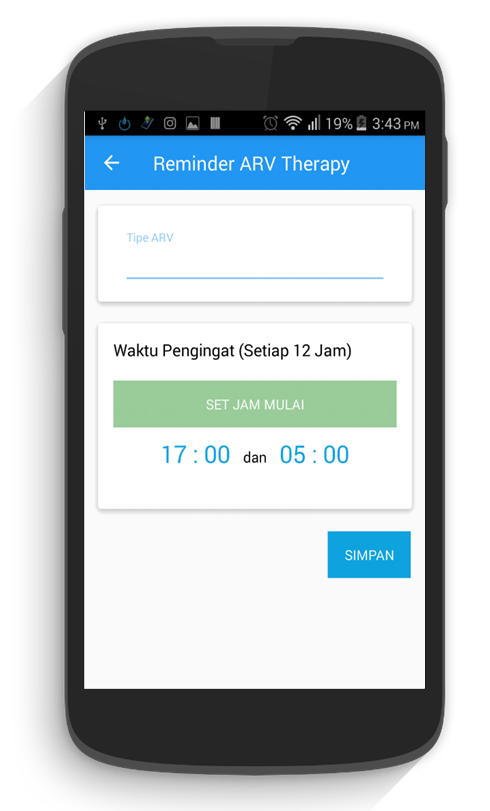 19% 3:43 PM
Reminder ARV Therapy
Tipe ARV
Waktu Pengingat (Setiap 12 Jam)
SET JAM MULAI
17 : 00 dan 05 : 00
SIMPAN